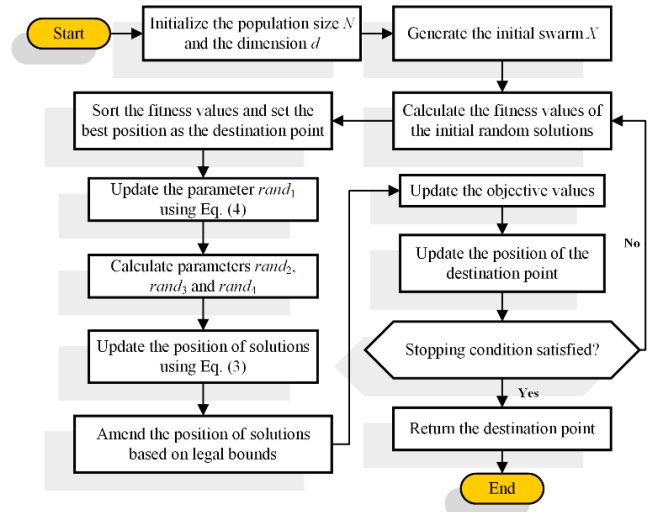 Start
Initialize the population size N
and the dimension d
Generate the initial swarm X
Calculate the fitness values of
the initial random solutions
Sort the fitness values and set the
best position as the destination point
Update the parameter rand₁
using Eq. (4)
Calculate parameters rand₂,
rand₃ and rand₄
Update the position of solutions
using Eq. (3)
Amend the position of solutions
based on legal bounds
Update the objective values
Update the position of the
destination point
Stopping condition satisfied?
No
Yes
Return the destination point
End